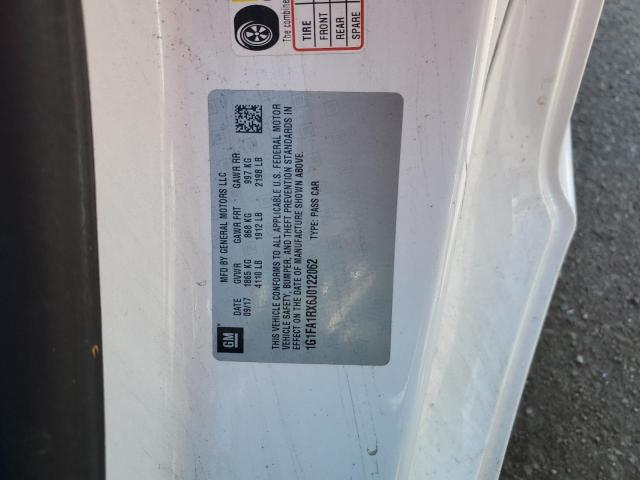 The combined
TIRE
FRONT
REAR
SPARE
GM
MFD BY GENERAL MOTORS LLC
DATE GVWR GAWR FRT GAWR RR
09/17 1865 KG 868 KG 997 KG
4110 LB 1912 LB 2198 LB
THIS VEHICLE CONFORMS TO ALL APPLICABLE U.S. FEDERAL MOTOR
VEHICLE SAFETY, BUMPER, AND THEFT PREVENTION STANDARDS IN
EFFECT ON THE DATE OF MANUFACTURE SHOWN ABOVE.
1G1FA1RX6J0122062 TYPE: PASS CAR